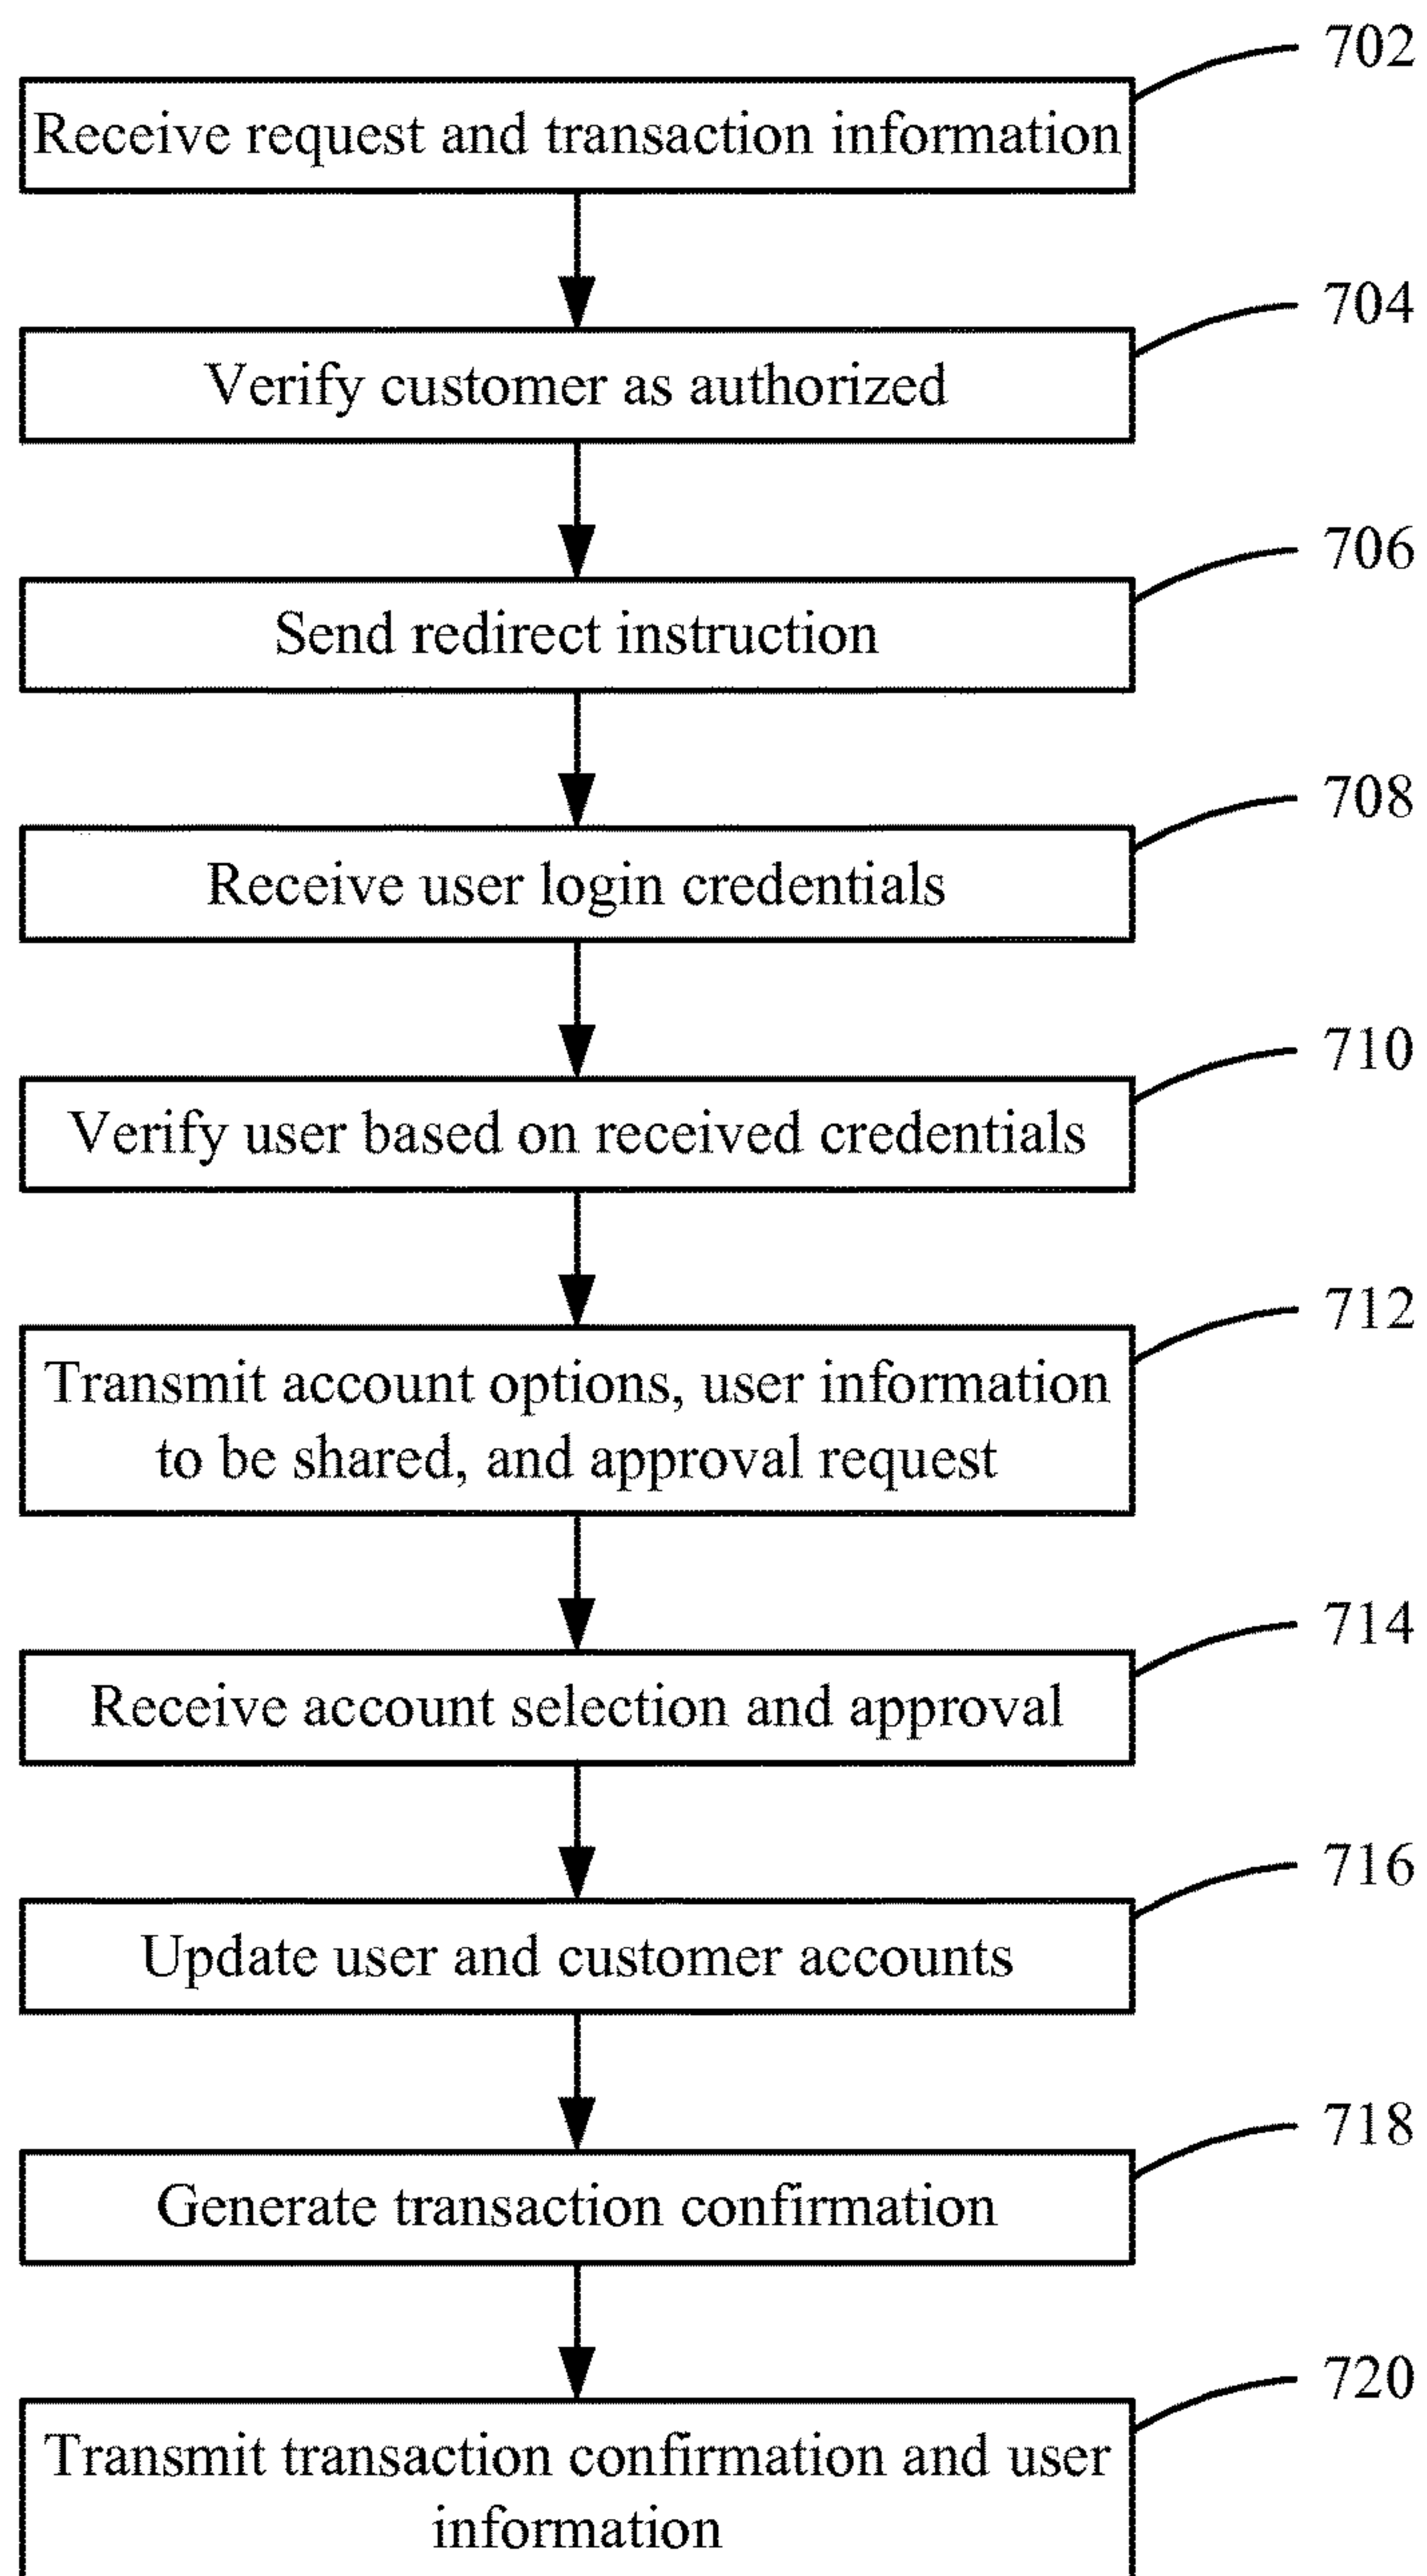 702
Receive request and transaction information
704
Verify customer as authorized
706
Send redirect instruction
708
Receive user login credentials
710
Verify user based on received credentials
712
Transmit account options, user information
to be shared, and approval request
714
Receive account selection and approval
716
Update user and customer accounts
718
Generate transaction confirmation
720
Transmit transaction confirmation and user
information